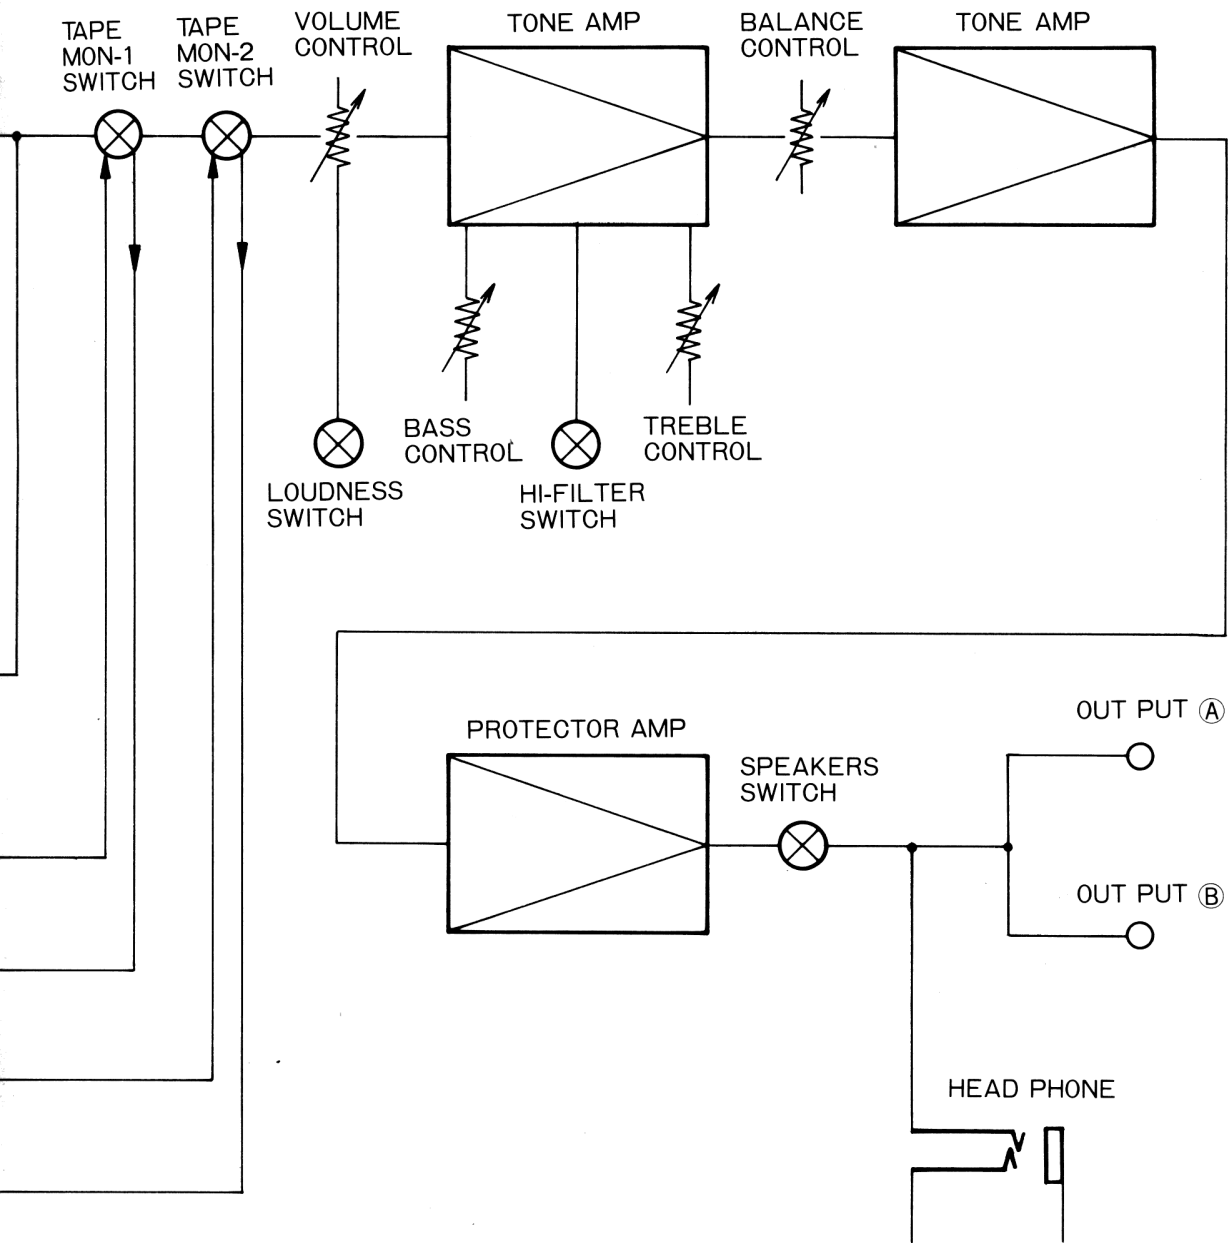 TAPE
MON-1
SWITCH
TAPE
MON-2
SWITCH
VOLUME
CONTROL
TONE AMP
BALANCE
CONTROL
TONE AMP
LOUDNESS
SWITCH
BASS
CONTROL
HI-FILTER
SWITCH
TREBLE
CONTROL
PROTECTOR AMP
SPEAKERS
SWITCH
OUT PUT Ⓐ
OUT PUT Ⓑ
HEAD PHONE